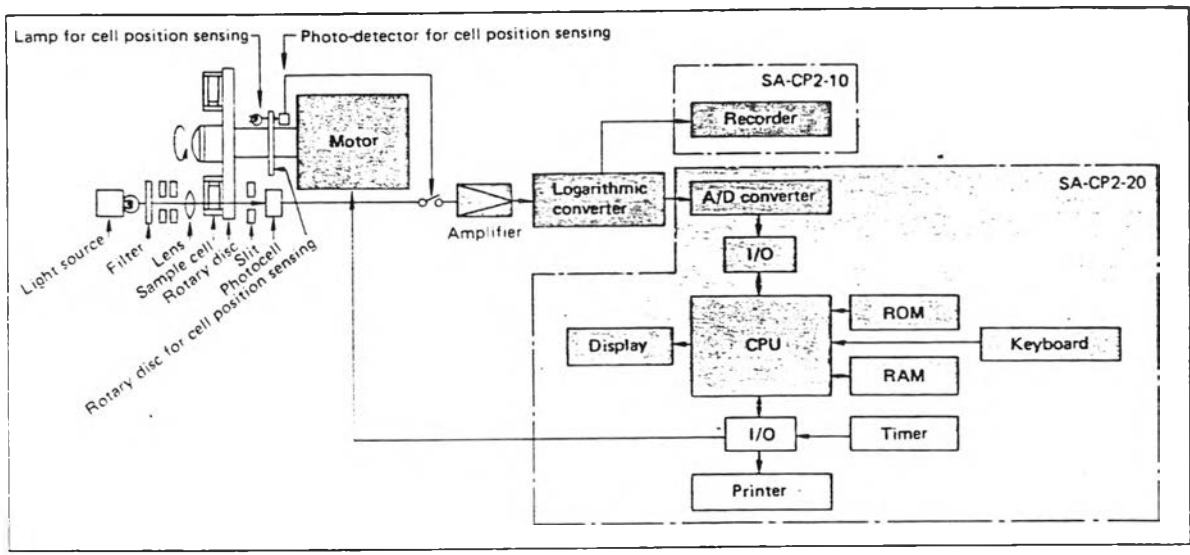 Lamp for cell position sensing
Photo-detector for cell position sensing
SA-CP2-10
Recorder
Motor
SA-CP2-20
Logarithmic
converter
A/D converter
Amplifier
I/O
Light source
Filter
Lens
Sample cell
Rotary disc
Slit
Photocell
Rotary disc for cell position sensing
CPU
ROM
Display
Keyboard
RAM
I/O
Timer
Printer